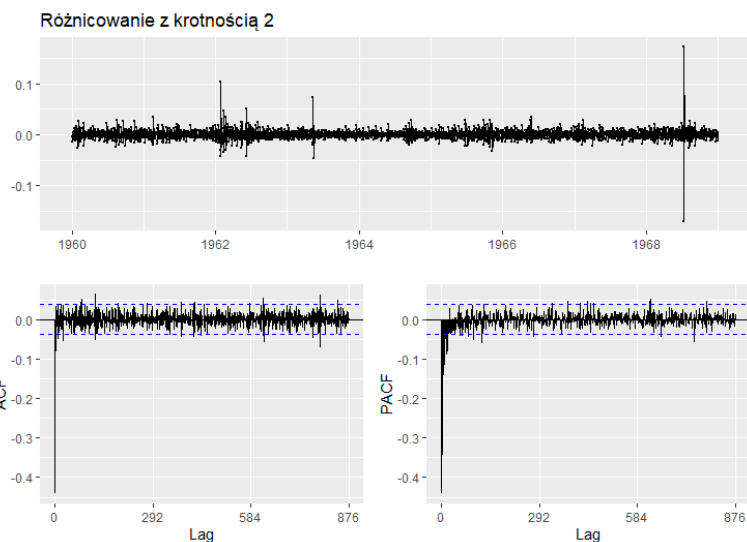 Różnicowanie z krotnością 2
0.1
0.0
-0.1
1960 1962 1964 1966 1968
ACF
0.0
-0.1
-0.2
-0.3
-0.4
0 292 584 876
Lag
PACF
0.0
-0.1
-0.2
-0.3
-0.4
0 292 584 876
Lag